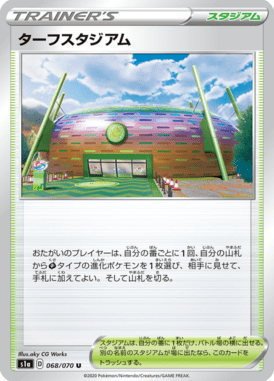 TRAINER'S
スタジアム
ターフスタジアム
おたがいのプレイヤーは、自分の番ごとに1回、自分の山札
から タイプの進化ポケモンを1枚選び、相手に見せて、
手札に加えてよい。そして山札を切る。
Illus.aky CG Works
s1a D 068/070 U
©2020 Pokémon/Nintendo/Creatures/GAME FREAK.
スタジアムは、自分の番に1枚だけ、バトル場の横に出せる。
別の名前のスタジアムが場に出たなら、このカードを
トラッシュする。